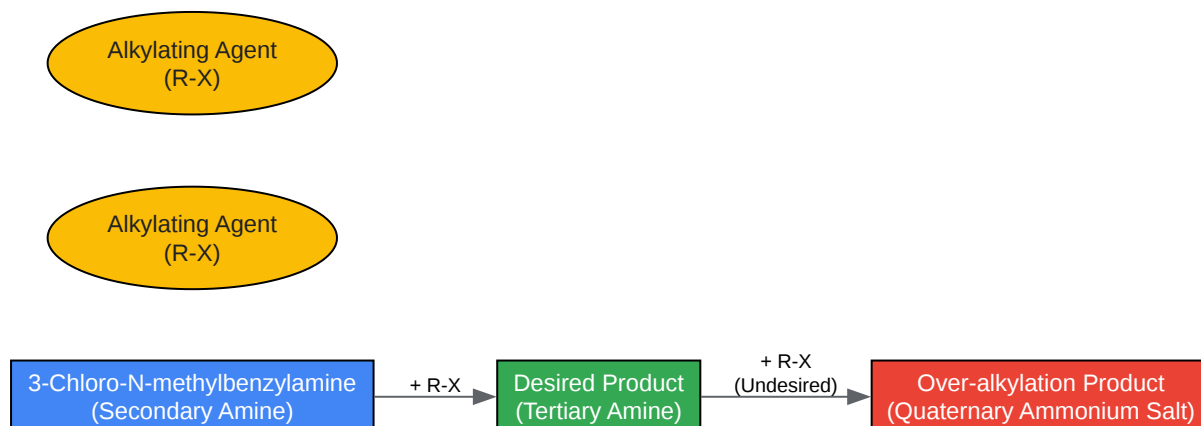 Alkylating Agent
(R-X)
Alkylating Agent
(R-X)
3-Chloro-N-methylbenzylamine
(Secondary Amine)
+ R-X
Desired Product
(Tertiary Amine)
+ R-X
(Undesired)
Over-alkylation Product
(Quaternary Ammonium Salt)